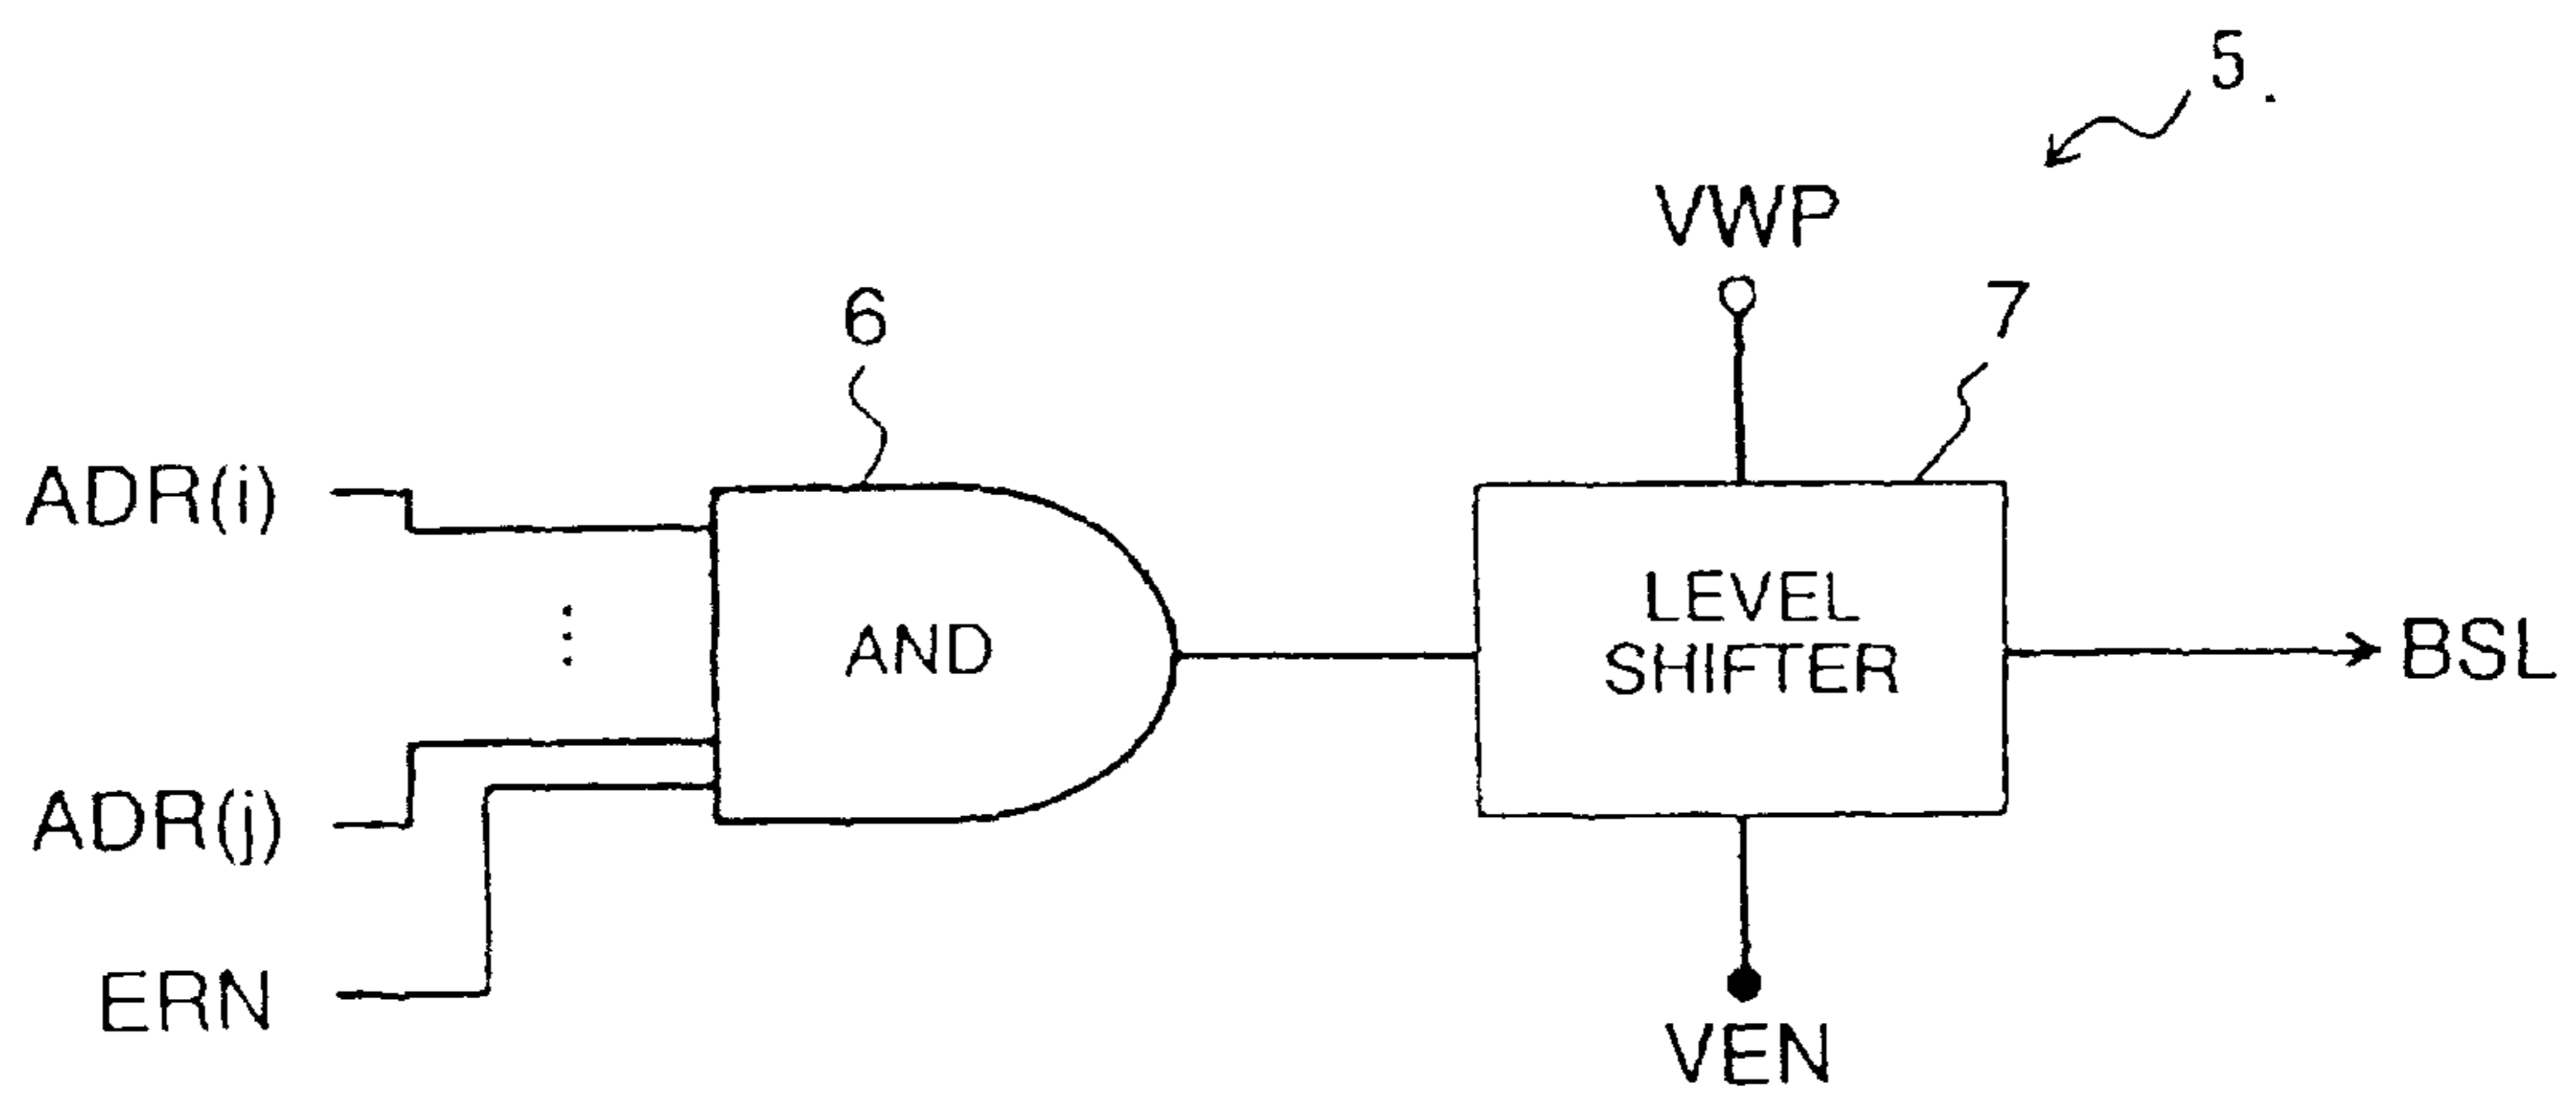 5.
VWP
6
7
ADR(i)
LEVEL
SHIFTER
AND
BSL
ADR(j)
ERN
VEN